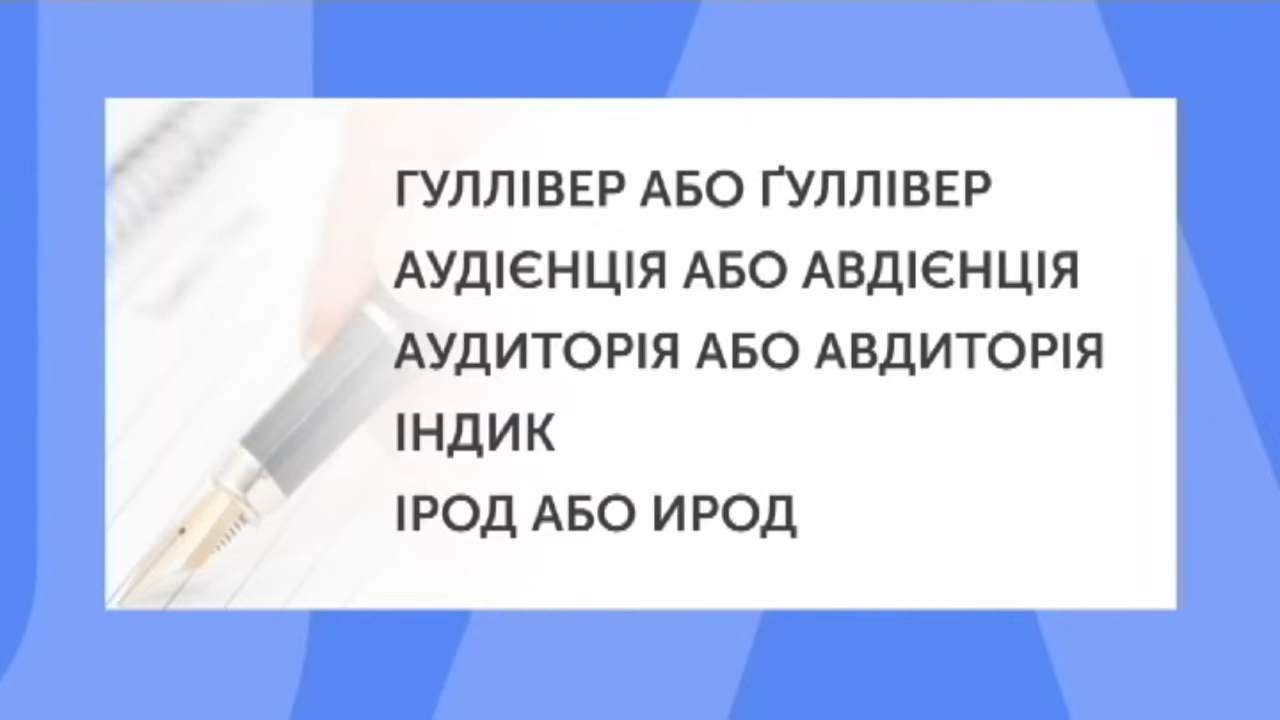 ГУЛЛІВЕР АБО ҐУЛЛІВЕР
АУДІЄНЦІЯ АБО АВДІЄНЦІЯ
АУДИТОРІЯ АБО АВДИТОРІЯ
ІНДИК
ІРОД АБО ИРОД